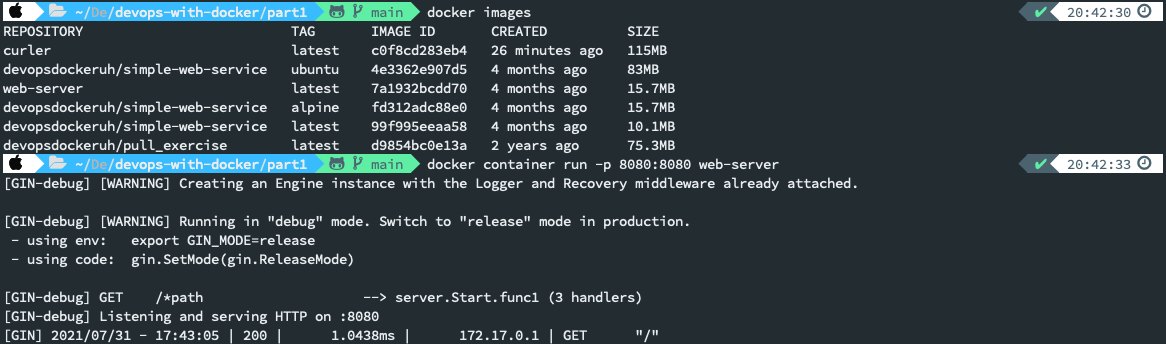 ~/De/devops-with-docker/part1 main docker images 20:42:30
REPOSITORY TAG IMAGE ID CREATED SIZE
curler latest c0f8cd283eb4 26 minutes ago 115MB
devopsdockeruh/simple-web-service ubuntu 4e3362e907d5 4 months ago 83MB
web-server latest 7a1932bcdd70 4 months ago 15.7MB
devopsdockeruh/simple-web-service alpine fd312adc88e0 4 months ago 15.7MB
devopsdockeruh/simple-web-service latest 99f995eeaa58 4 months ago 10.1MB
devopsdockeruh/pull_exercise latest d9854bc0e13a 2 years ago 75.3MB
~/De/devops-with-docker/part1 main docker container run -p 8080:8080 web-server 20:42:33
[GIN-debug] [WARNING] Creating an Engine instance with the Logger and Recovery middleware already attached.
[GIN-debug] [WARNING] Running in "debug" mode. Switch to "release" mode in production.
- using env: export GIN_MODE=release
- using code: gin.SetMode(gin.ReleaseMode)
[GIN-debug] GET /*path --> server.Start.func1 (3 handlers)
[GIN-debug] Listening and serving HTTP on :8080
[GIN] 2021/07/31 - 17:43:05 | 200 | 1.0438ms | 172.17.0.1 | GET "/"